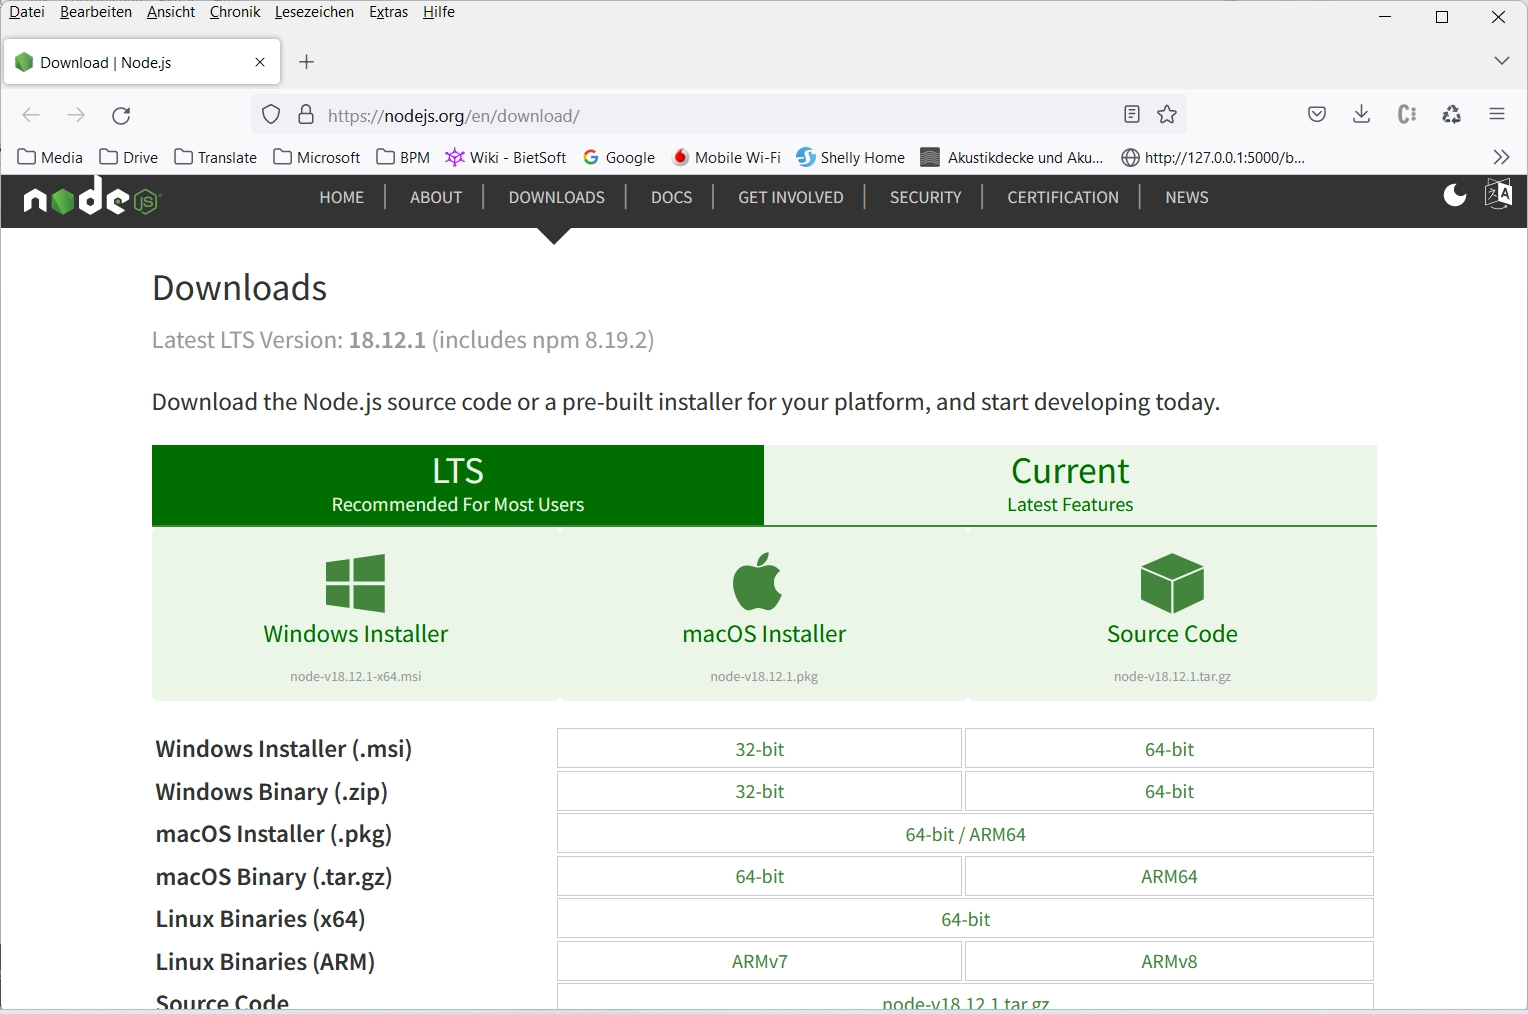 Datei Bearbeiten Ansicht Chronik Lesezeichen Extras Hilfe
Download | Node.js
https://nodejs.org/en/download/
Media Drive Translate Microsoft BPM Wiki - BietSoft Google Mobile Wi-Fi Shelly Home Akustikdecke und Aku... http://127.0.0.1:5000/b...
node JS HOME ABOUT DOWNLOADS DOCS GET INVOLVED SECURITY CERTIFICATION NEWS
Downloads
Latest LTS Version: 18.12.1 (includes npm 8.19.2)
Download the Node.js source code or a pre-built installer for your platform, and start developing today.
LTS Current
Recommended For Most Users Latest Features
Windows Installer macOS Installer Source Code
node-v18.12.1-x64.msi node-v18.12.1.pkg node-v18.12.1.tar.gz
Windows Installer (.msi) 32-bit 64-bit
Windows Binary (.zip) 32-bit 64-bit
macOS Installer (.pkg) 64-bit / ARM64
macOS Binary (.tar.gz) 64-bit ARM64
Linux Binaries (x64) 64-bit
Linux Binaries (ARM) ARMv7 ARMv8
Source Code node-v18.12.1.tar.gz